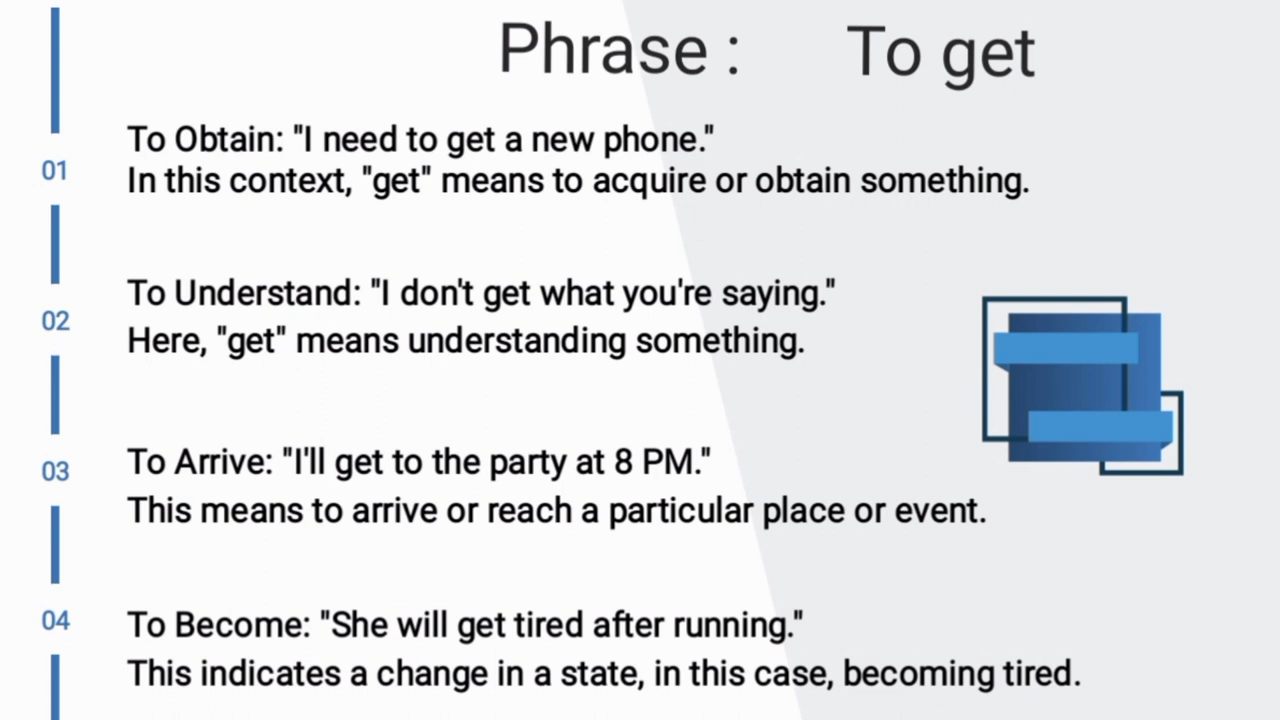 Phrase : To get
01
To Obtain: "I need to get a new phone."
In this context, "get" means to acquire or obtain something.
02
To Understand: "I don't get what you're saying."
Here, "get" means understanding something.
03
To Arrive: "I'll get to the party at 8 PM."
This means to arrive or reach a particular place or event.
04
To Become: "She will get tired after running."
This indicates a change in a state, in this case, becoming tired.